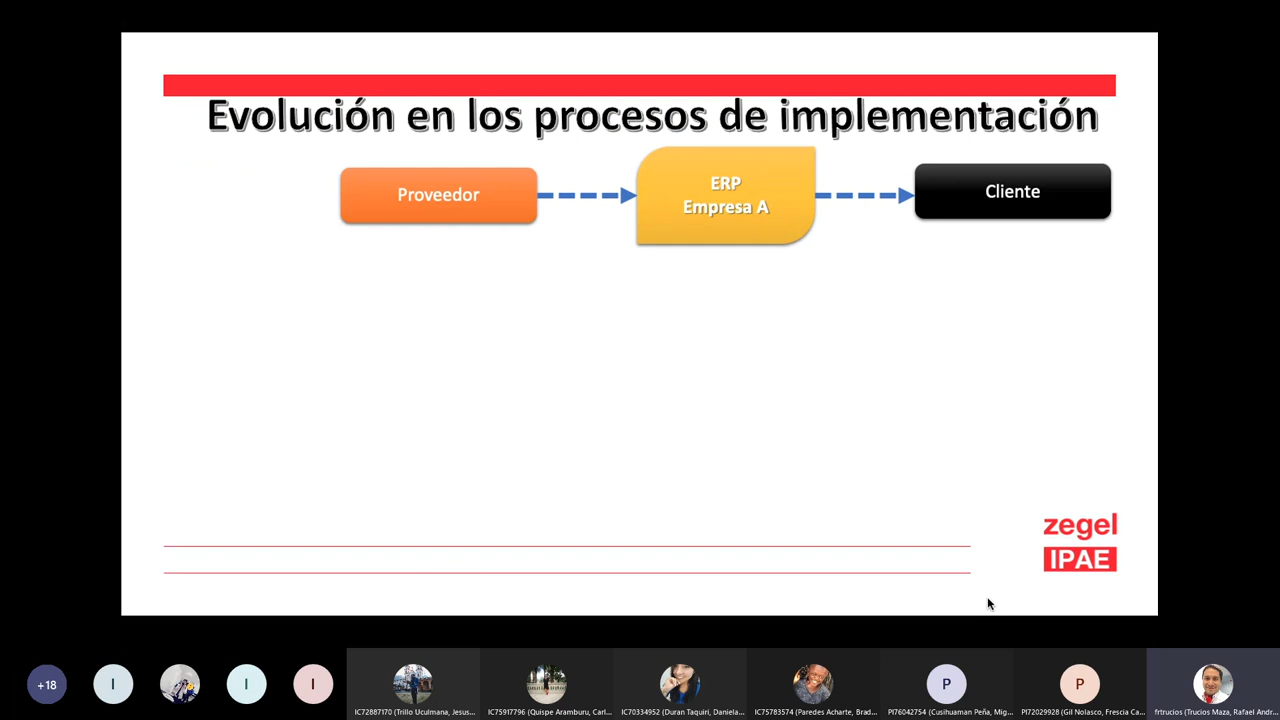 Evolución en los procesos de implementación
Proveedor
ERP
Empresa A
Cliente
zegel
IPAE
+18
I
I
I
P
P
IC72887170 (Trillo Uculmana, Jesus...
IC75917796 (Quispe Aramburu, Carl...
IC70334952 (Duran Taquiri, Daniela...
IC75783574 (Paredes Acharte, Brad...
PI76042754 (Cusihuaman Peña, Mig...
PI72029928 (Gil Nolasco, Frescia Ca...
frtrucios (Trucios Maza, Rafael Andr...